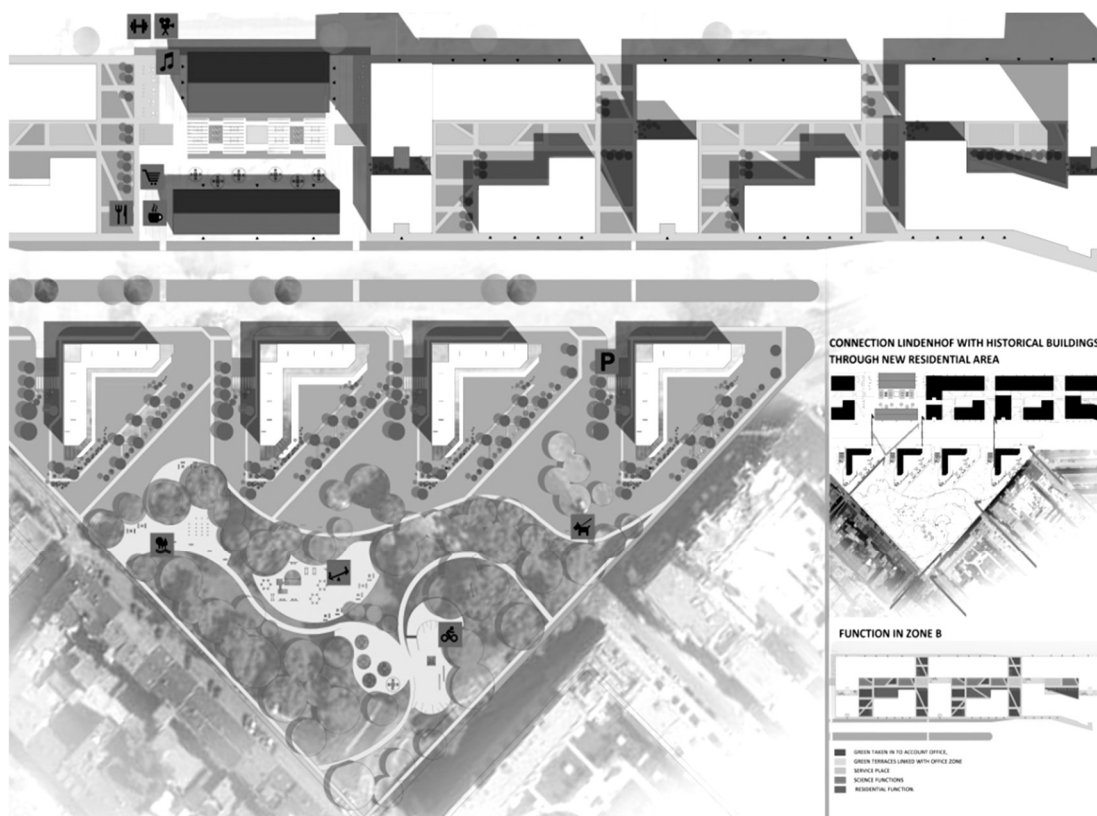 P
CONNECTION LINDENHOF WITH HISTORICAL BUILDINGS
THROUGH NEW RESIDENTIAL AREA
FUNCTION IN ZONE B
GREEN TAKEN IN TO ACCOUNT OFFICE,
GREEN TERRACES LINKED WITH OFFICE ZONE
SERVICE PLACE
SCIENCE FUNCTIONS
RESIDENTIAL FUNCTION